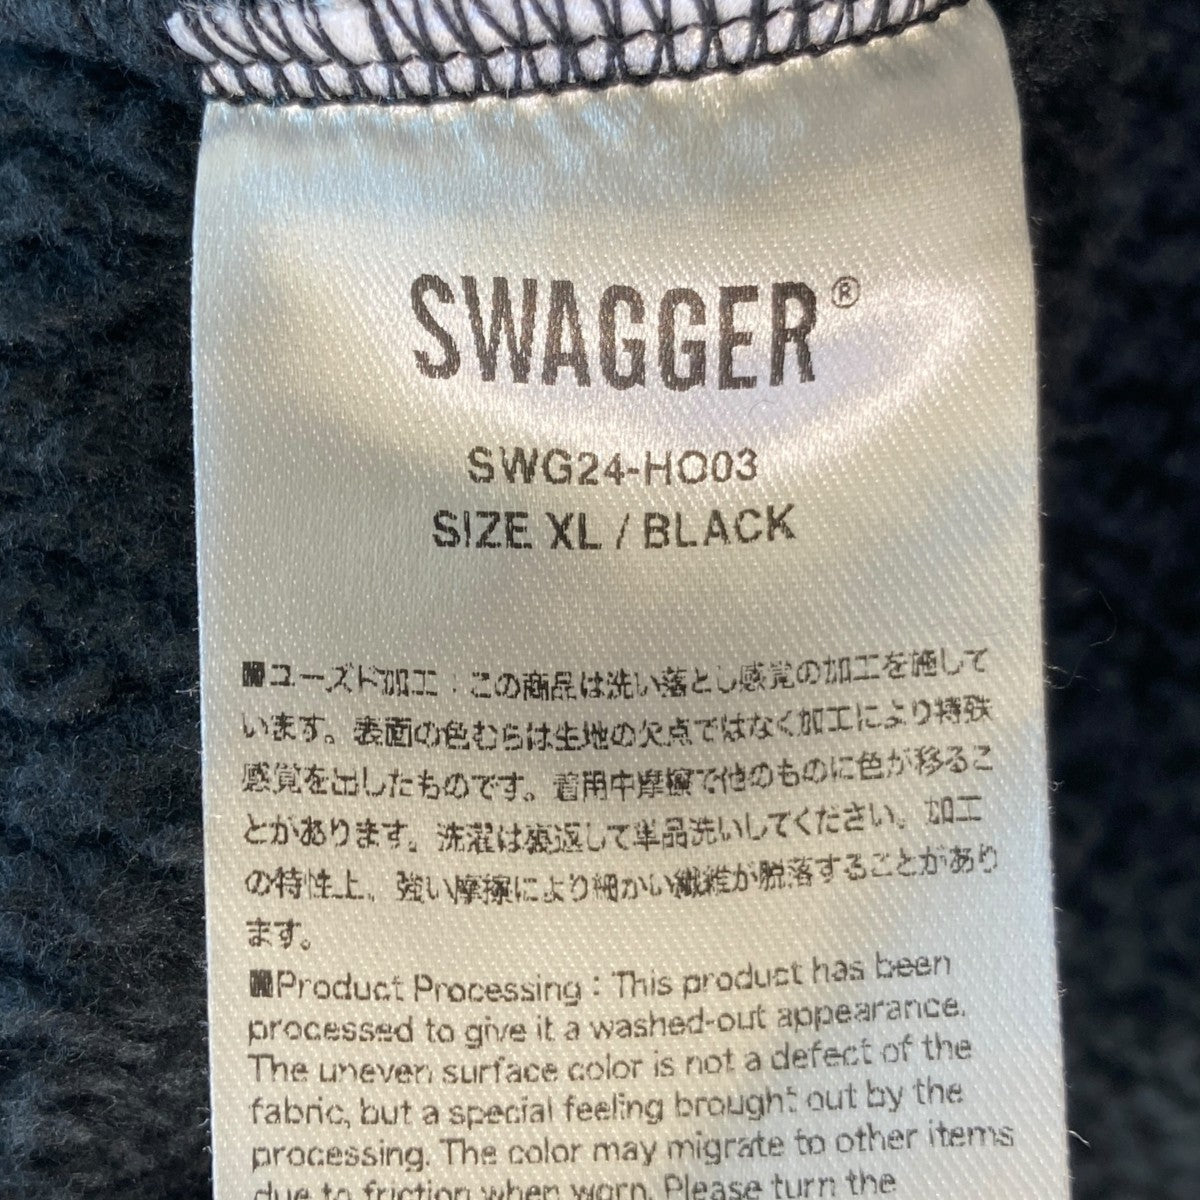 SWAGGER®
SWG24-HO03
SIZE XL / BLACK
■ユーズド加工：この商品は洗い落とし感覚の加工を施して
います。表面の色むらは生地の欠点ではなく加工により特殊
感覚を出したものです。着用中摩擦で他のものに色が移るこ
とがあります。洗濯は裏返して単品洗いしてください。加工
の特性上、強い摩擦により細かい繊維が脱落することがあり
ます。
■Product Processing : This product has been
processed to give it a washed-out appearance.
The uneven surface color is not a defect of the
fabric, but a special feeling brought out by the
processing. The color may migrate to other items
due to friction when worn. Please turn the